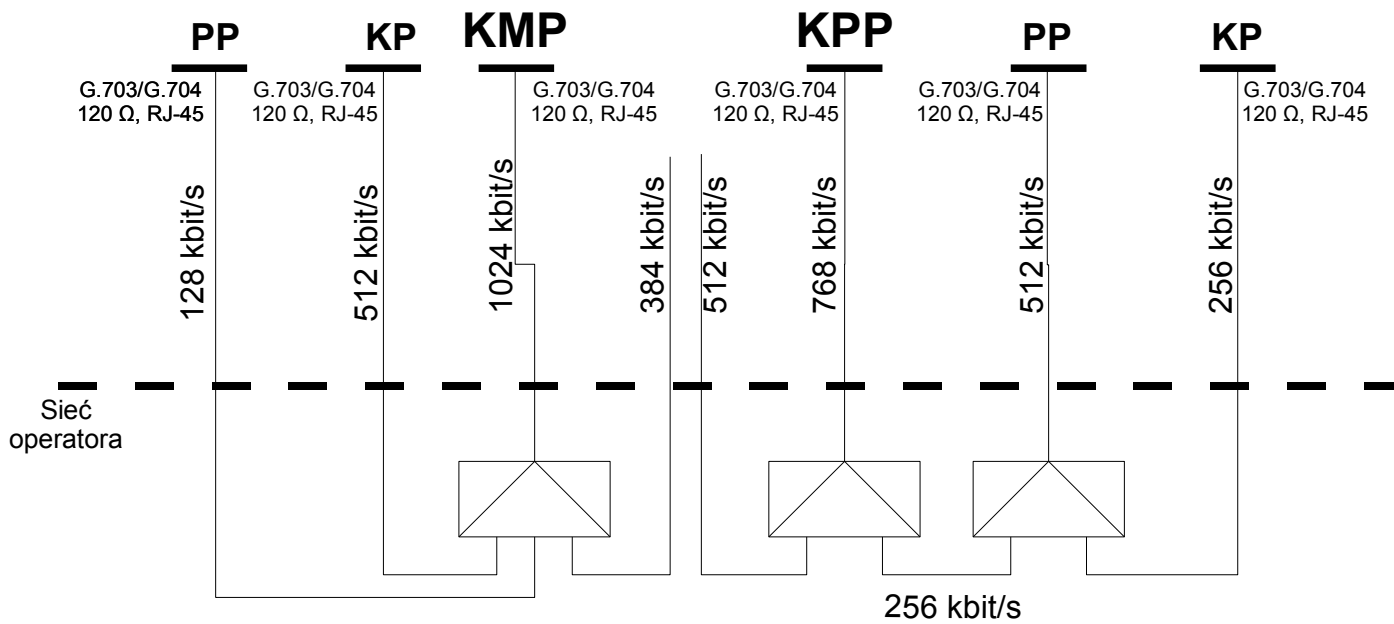 PP
KP
KMP
KPP
PP
KP
G.703/G.704
120 Ω, RJ-45
G.703/G.704
120 Ω, RJ-45
G.703/G.704
120 Ω, RJ-45
G.703/G.704
120 Ω, RJ-45
G.703/G.704
120 Ω, RJ-45
G.703/G.704
120 Ω, RJ-45
128 kbit/s
512 kbit/s
1024 kbit/s
384 kbit/s
512 kbit/s
768 kbit/s
512 kbit/s
256 kbit/s
Sieć
operatora
256 kbit/s